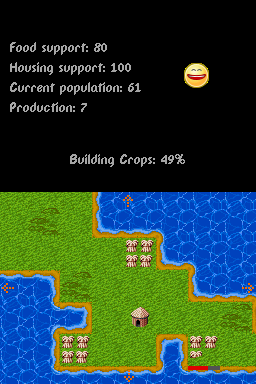 Food support: 80
Housing support: 100
Current population: 61
Production: 7
Building Crops: 49%